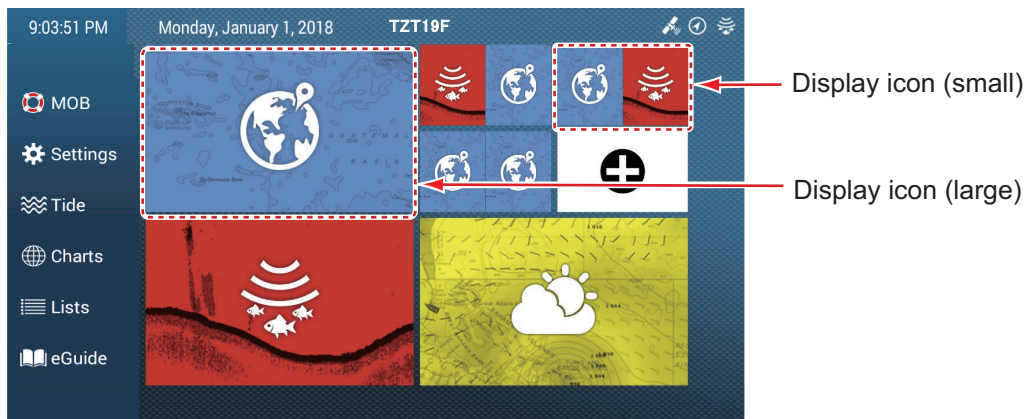 9:03:51 PM Monday, January 1, 2018 TZT19F
Display icon (small)
MOB
Settings
Tide
Display icon (large)
Charts
Lists
eGuide